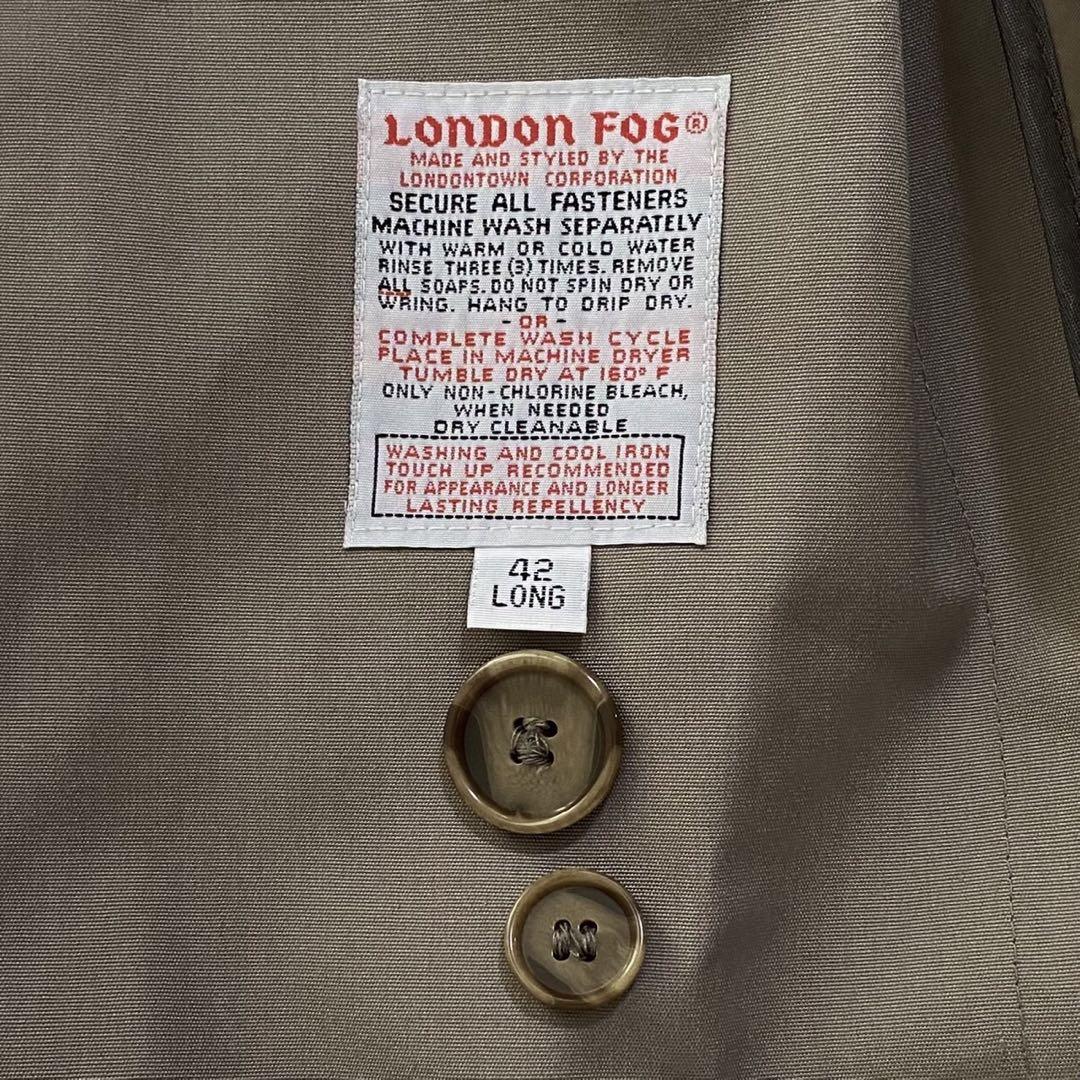 LONDON FOG®
MADE AND STYLED BY THE
LONDONTOWN CORPORATION
SECURE ALL FASTENERS
MACHINE WASH SEPARATELY
WITH WARM OR COLD WATER
RINSE THREE (3) TIMES. REMOVE
ALL SOAPS. DO NOT SPIN DRY OR
WRING. HANG TO DRIP DRY.
- OR -
COMPLETE WASH CYCLE
PLACE IN MACHINE DRYER
TUMBLE DRY AT 160° F
ONLY NON-CHLORINE BLEACH,
WHEN NEEDED
DRY CLEANABLE
WASHING AND COOL IRON
TOUCH UP RECOMMENDED
FOR APPEARANCE AND LONGER
LASTING REPELLENCY
42
LONG